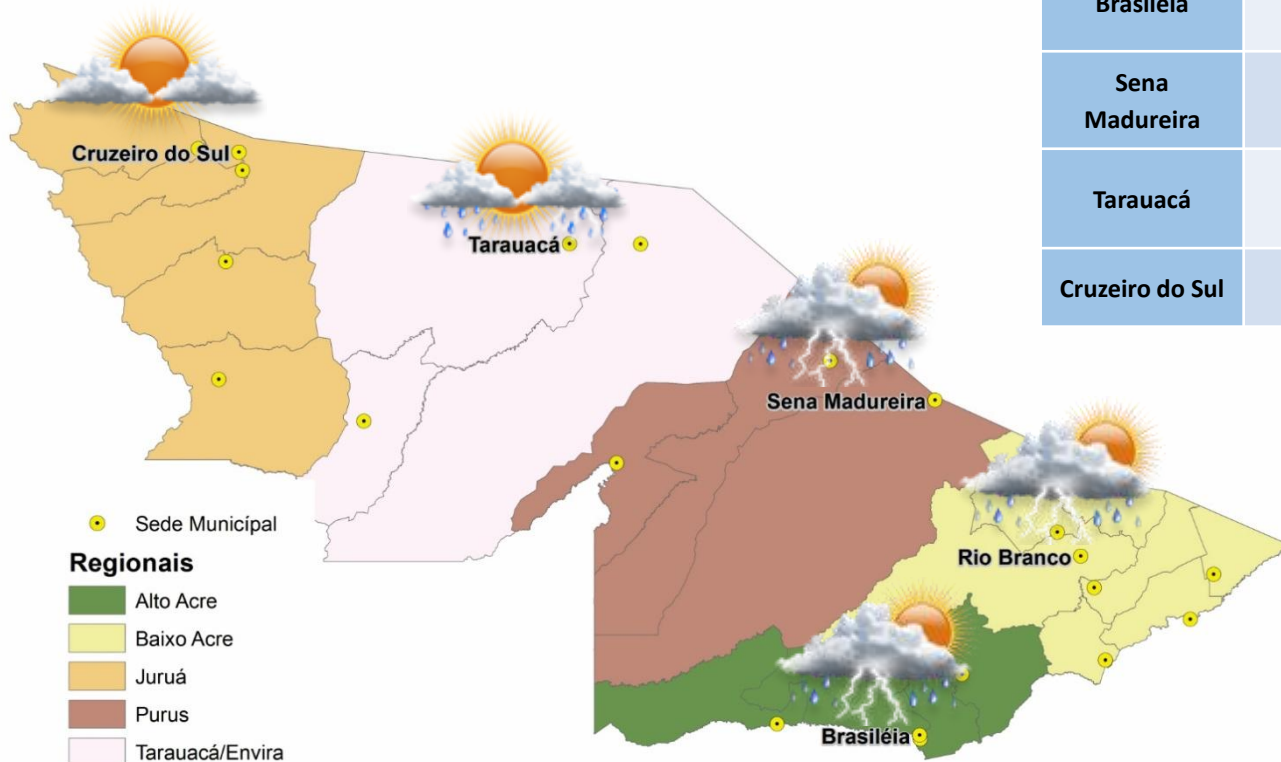 Brasiléia
Sena
Madureira
Tarauacá
Cruzeiro do Sul
Cruzeiro do Sul
Tarauacá
Sena Madureira
Rio Branco
Brasiléia
Sede Municípal
Regionais
Alto Acre
Baixo Acre
Juruá
Purus
Tarauacá/Envira